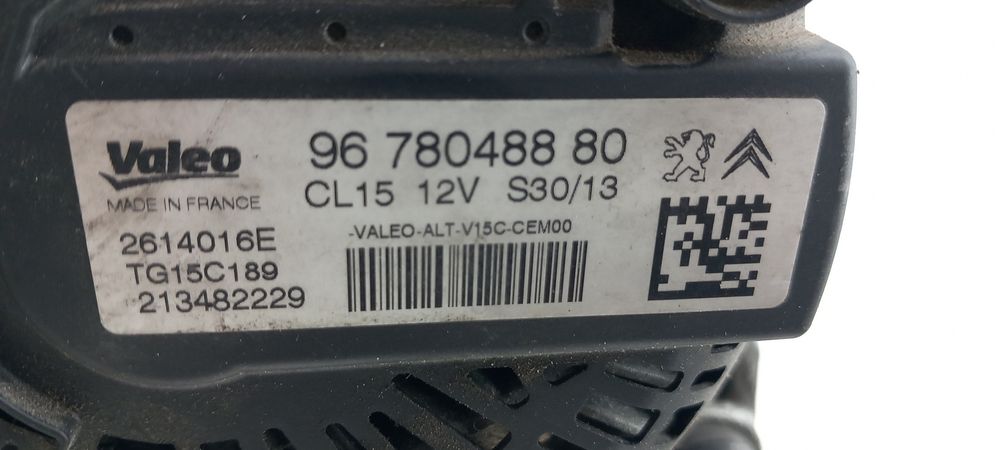 Valeo
MADE IN FRANCE
2614016E
TG15C189
213482229
96 780488 80
CL15 12V S30/13
-VALEO-ALT-V15C-CEM00